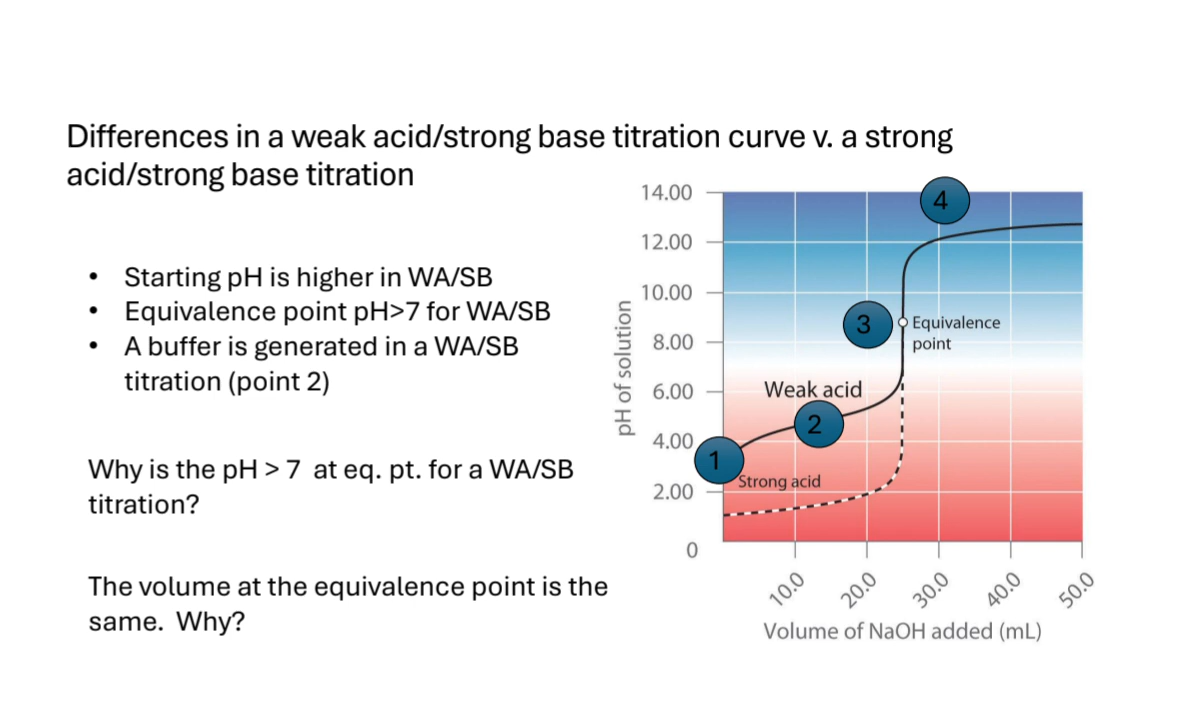 Differences in a weak acid/strong base titration curve v. a strong
acid/strong base titration
• Starting pH is higher in WA/SB
• Equivalence point pH>7 for WA/SB
• A buffer is generated in a WA/SB
titration (point 2)
Why is the pH > 7 at eq. pt. for a WA/SB
titration?
The volume at the equivalence point is the
same. Why?
pH of solution
14.00
12.00
10.00
8.00
6.00
4.00
2.00
0
4
3
Equivalence
point
Weak acid
2
1
Strong acid
10.0
20.0
30.0
40.0
50.0
Volume of NaOH added (mL)